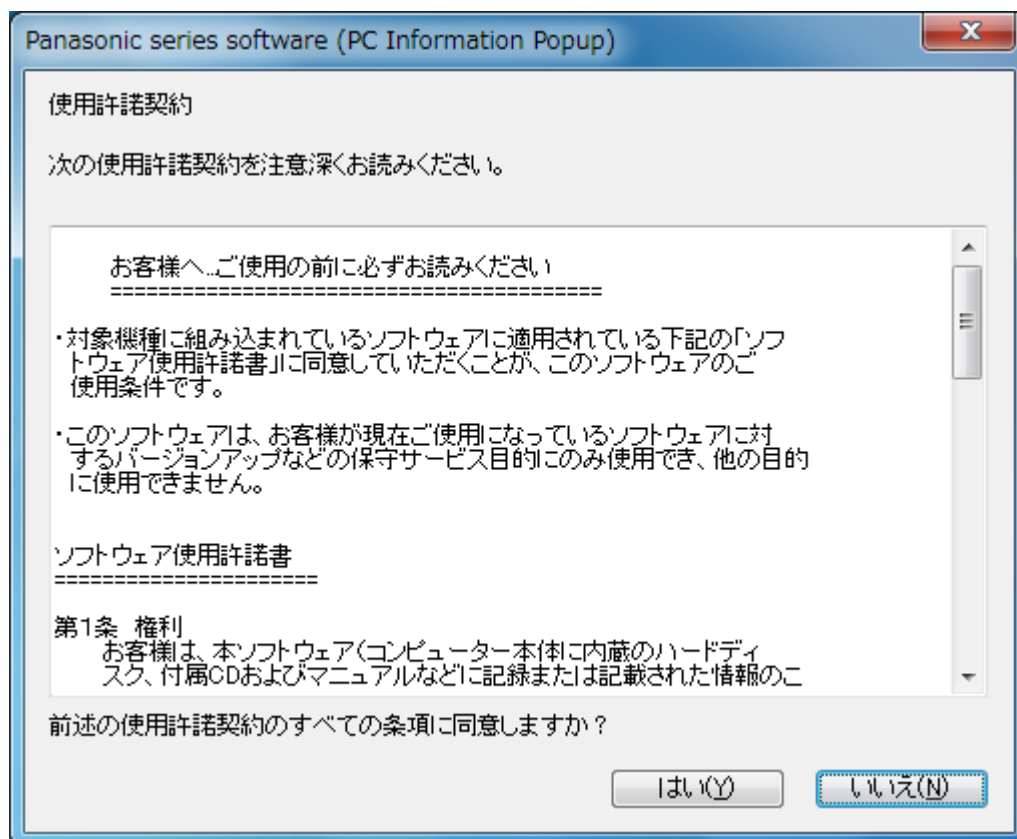 Panasonic series software (PC Information Popup)
使用許諾契約
次の使用許諾契約を注意深くお読みください。
お客様へ...ご使用の前に必ずお読みください
=========================================
・対象機種に組み込まれているソフトウェアに適用されている下記の「ソフ
トウェア使用許諾書」に同意していただくことが、このソフトウェアのご
使用条件です。
・このソフトウェアは、お客様が現在ご使用になっているソフトウェアに対
するバージョンアップなどの保守サービス目的にのみ使用でき、他の目的
に使用できません。
ソフトウェア使用許諾書
======================
第1条 権利
お客様は、本ソフトウェア(コンピューター本体に内蔵のハードディ
スク、付属CDおよびマニュアルなどに記録または記載された情報のこ
前述の使用許諾契約のすべての条項に同意しますか？
はい(Y)
いいえ(N)